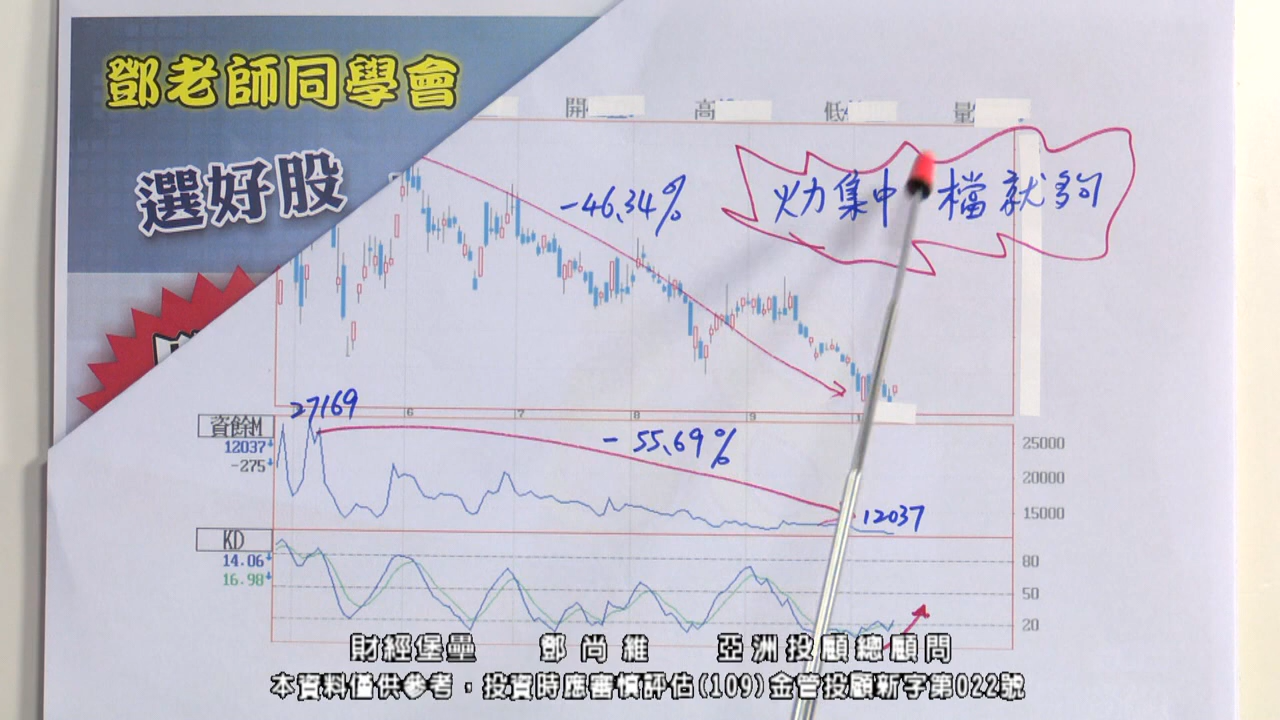 鄧老師同學會
選好股
開 高 低 量
-46.34%
火力集中 檔就夠
27169
6 7 8 9
資餘M
12037
-275
-55.69%
25000
20000
15000
12037
KD
14.06
16.98
80
50
20
財經堡壘 鄧尚維 亞洲投顧總顧問
本資料僅供參考，投資時應審慎評估(109)金管投顧新字第022號